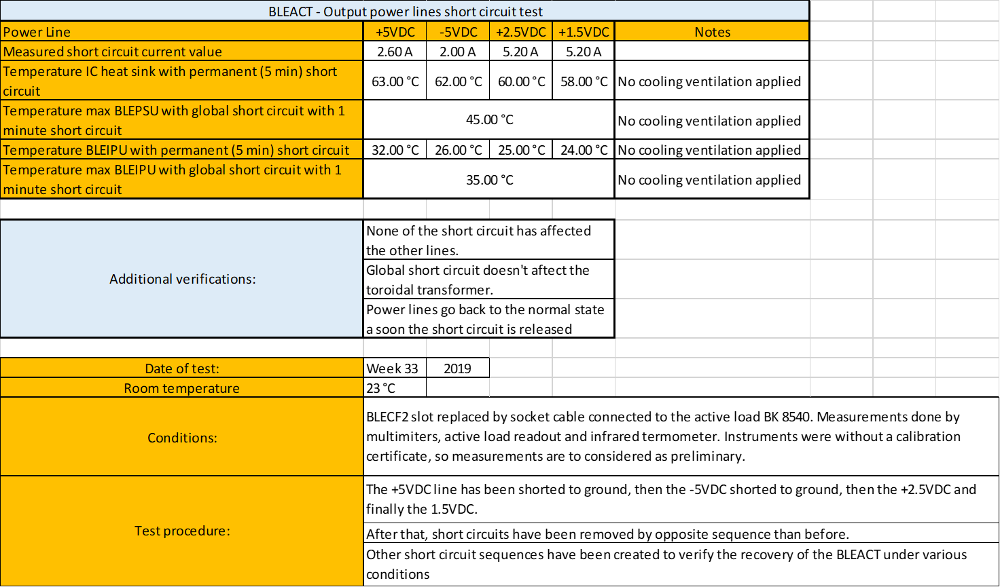 BLEACT - Output power lines short circuit test
Power Line +5VDC -5VDC +2.5VDC +1.5VDC Notes
Measured short circuit current value 2.60 A 2.00 A 5.20 A 5.20 A
Temperature IC heat sink with permanent (5 min) short
circuit
63.00 °C 62.00 °C 60.00 °C 58.00 °C No cooling ventilation applied
Temperature max BLEPSU with global short circuit with 1
minute short circuit
45.00 °C No cooling ventilation applied
Temperature BLEIPU with permanent (5 min) short circuit 32.00 °C 26.00 °C 25.00 °C 24.00 °C No cooling ventilation applied
Temperature max BLEIPU with global short circuit with 1
minute short circuit
35.00 °C No cooling ventilation applied
Additional verifications:
None of the short circuit has affected
the other lines.
Global short circuit doesn't aftect the
toroidal transformer.
Power lines go back to the normal state
a soon the short circuit is released
Date of test: Week 33 2019
Room temperature 23 °C
Conditions:
BLECF2 slot replaced by socket cable connected to the active load BK 8540. Measurements done by
multimiters, active load readout and infrared termometer. Instruments were without a calibration
certificate, so measurements are to considered as preliminary.
Test procedure:
The +5VDC line has been shorted to ground, then the -5VDC shorted to ground, then the +2.5VDC and
finally the 1.5VDC.
After that, short circuits have been removed by opposite sequence than before.
Other short circuit sequences have been created to verify the recovery of the BLEACT under various
conditions